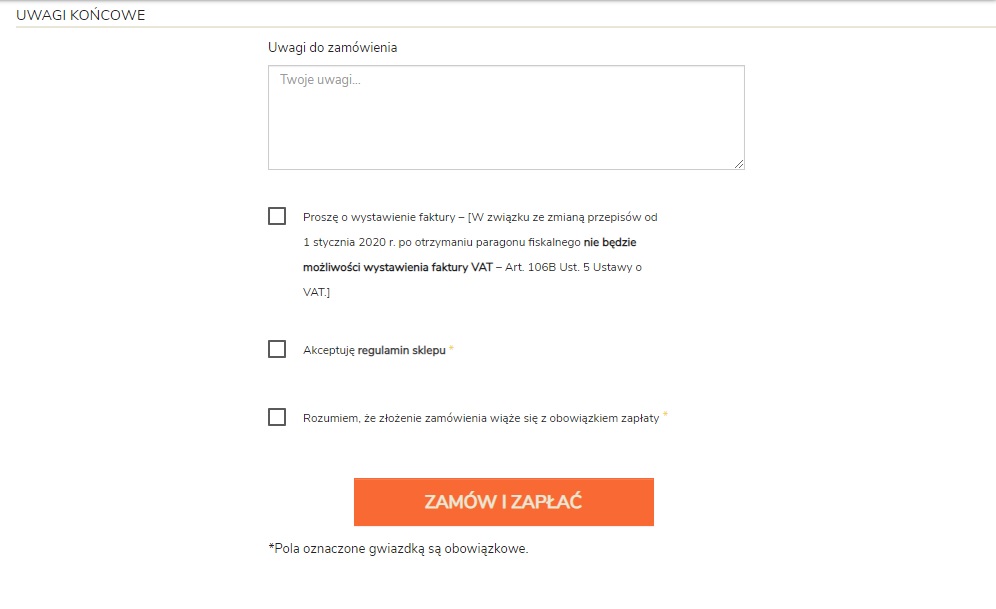 UWAGI KOŃCOWE
Uwagi do zamówienia
Twoje uwagi...
Proszę o wystawienie faktury – [W związku ze zmianą przepisów od
1 stycznia 2020 r. po otrzymaniu paragonu fiskalnego nie będzie
możliwości wystawienia faktury VAT – Art. 106B Ust. 5 Ustawy o
VAT.]
Akceptuję regulamin sklepu *
Rozumiem, że złożenie zamówienia wiąże się z obowiązkiem zapłaty *
ZAMÓW I ZAPŁAĆ
*Pola oznaczone gwiazdką są obowiązkowe.